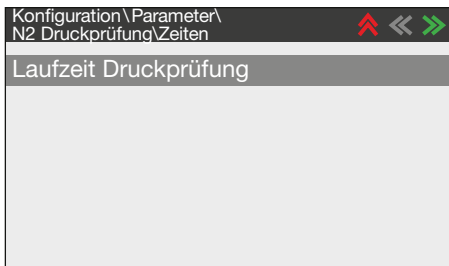 Konfiguration\Parameter\
N2 Druckprüfung\Zeiten
Laufzeit Druckprüfung